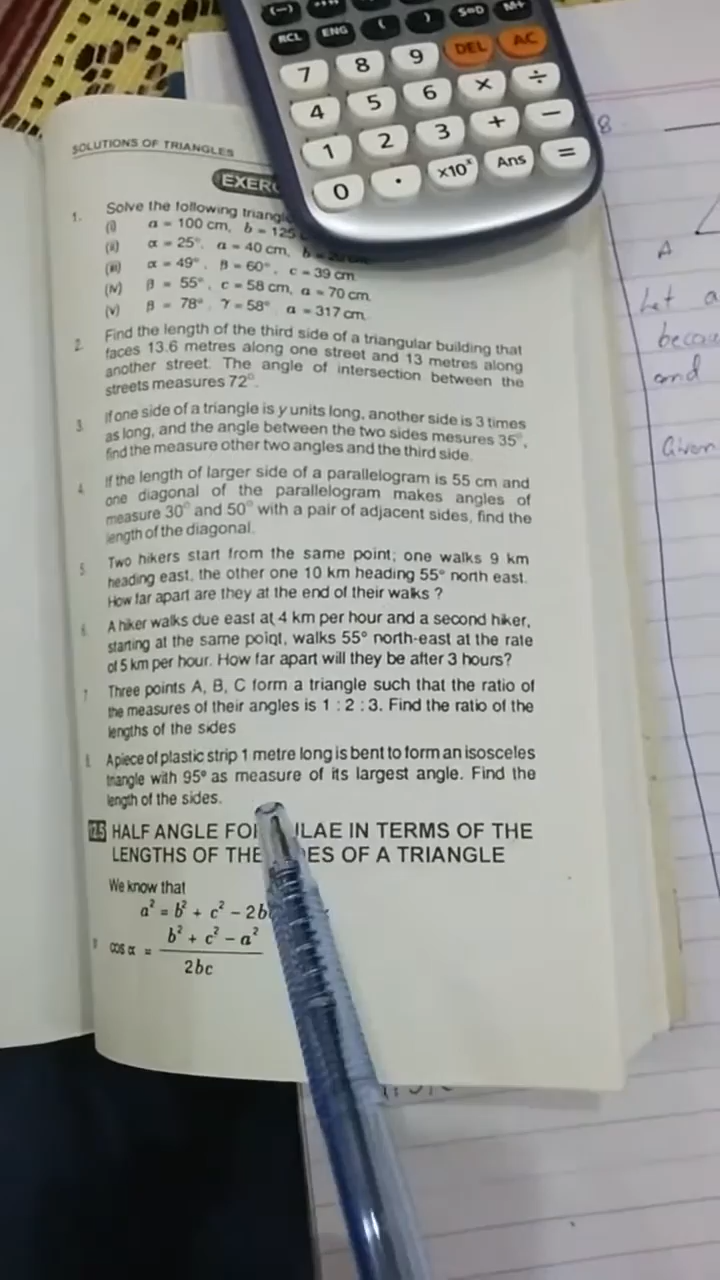 (−)
S⇔D
M+
RCL
ENG
(
)
7
8
9
DEL
AC
4
5
6
×
÷
1
2
3
+
−
0
·
×10ˣ
Ans
=
SOLUTIONS OF TRIANGLES
1. Solve the following
(i) a = 100 cm, b = 125
(ii) α = 25°, a = 40 cm, b =
(iii) α = 49°, β = 60°, c = 39 cm
(iv) β = 55°, c = 58 cm, a = 70 cm
(v) β = 78°, γ = 58° a = 317 cm
2. Find the length of the third side of a triangular building that
faces 13.6 metres along one street and 13 metres along
another street. The angle of intersection between the
streets measures 72°.
3. If one side of a triangle is y units long, another side is 3 times
as long, and the angle between the two sides mesures 35°,
find the measure other two angles and the third side.
4. If the length of larger side of a parallelogram is 55 cm and
one diagonal of the parallelogram makes angles of
measure 30° and 50° with a pair of adjacent sides, find the
length of the diagonal.
5. Two hikers start from the same point; one walks 9 km
heading east, the other one 10 km heading 55° north east.
How far apart are they at the end of their walks ?
6. A hiker walks due east at 4 km per hour and a second hiker,
starting at the same point, walks 55° north-east at the rate
of 5 km per hour. How far apart will they be after 3 hours?
7 Three points A, B, C form a triangle such that the ratio of
the measures of their angles is 1 : 2 : 3. Find the ratio of the
lengths of the sides
8. A piece of plastic strip 1 metre long is bent to form an isosceles
triangle with 95° as measure of its largest angle. Find the
length of the sides.
12.5 HALF ANGLE
IN TERMS OF THE
LENGTHS OF THE
OF A TRIANGLE
We know that
a² = b² + c² − 2b
cos α = b² + c² − a² / 2bc
8
A
Let a
and
Given